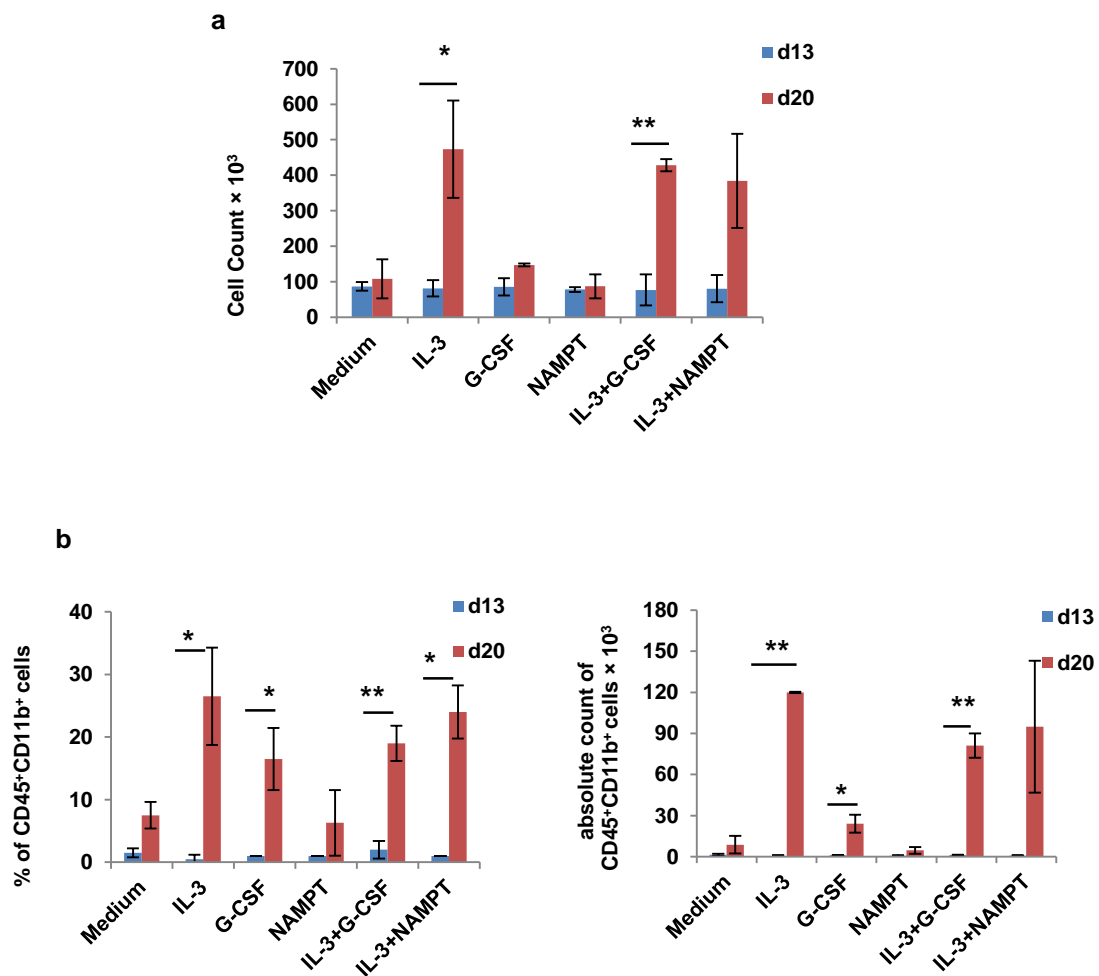 a
*
**
d13
d20
Cell Count × 10³
700
600
500
400
300
200
100
0
Medium
IL-3
G-CSF
NAMPT
IL-3+G-CSF
IL-3+NAMPT
b
d13
d20
% of CD45⁺CD11b⁺ cells
40
30
20
10
0
*
*
**
*
Medium
IL-3
G-CSF
NAMPT
IL-3+G-CSF
IL-3+NAMPT
d13
d20
absolute count of
CD45⁺CD11b⁺ cells × 10³
180
150
120
90
60
30
0
**
*
**
Medium
IL-3
G-CSF
NAMPT
IL-3+G-CSF
IL-3+NAMPT